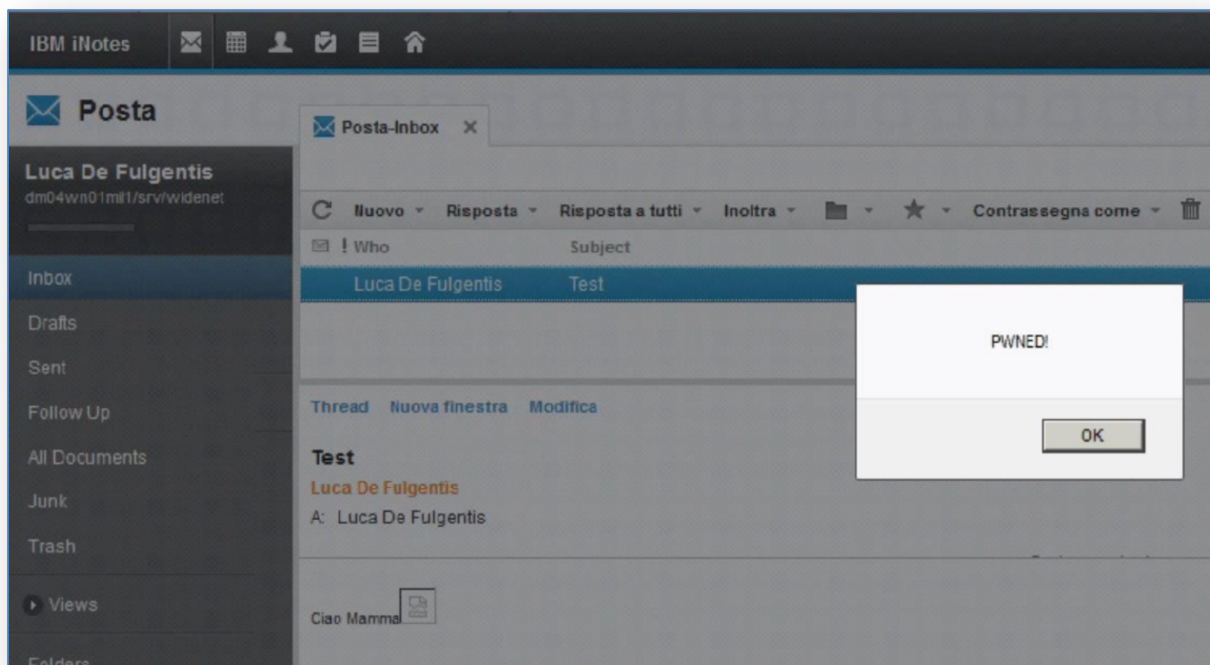 IBM iNotes
Posta
Posta-Inbox
Luca De Fulgentis
dm04wn01mil1/srv/widenet
Nuovo Risposta Risposta a tutti Inoltra Contrassegna come
! Who Subject
Inbox
Luca De Fulgentis Test
Drafts
Sent
Follow Up
All Documents
Junk
Trash
Views
Folders
PWNED!
OK
Thread Nuova finestra Modifica
Test
Luca De Fulgentis
A: Luca De Fulgentis
Ciao Mamma